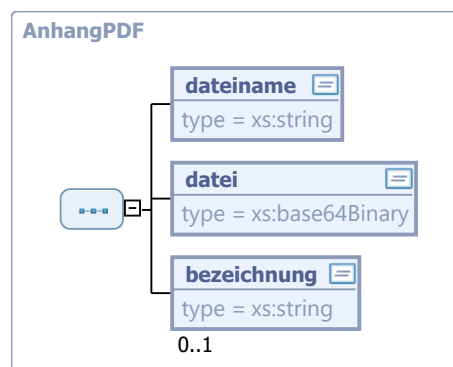 AnhangPDF
dateiname
type = xs:string
datei
type = xs:base64Binary
bezeichnung
type = xs:string
0..1